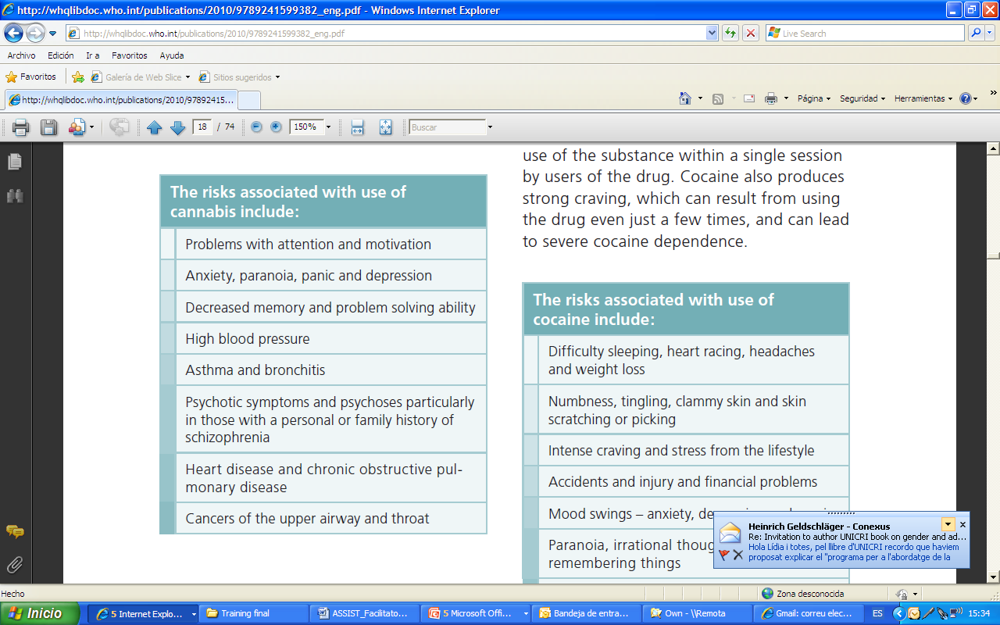 http://whqlibdoc.who.int/publications/2010/9789241599382_eng.pdf - Windows Internet Explorer
http://whqlibdoc.who.int/publications/2010/9789241599382_eng.pdf
Live Search
Archivo Edición Ir a Favoritos Ayuda
Favoritos Galería de Web Slice Sitios sugeridos
http://whqlibdoc.who.int/publications/2010/97892415...
Página Seguridad Herramientas
18 / 74 150% Buscar
The risks associated with use of
cannabis include:
Problems with attention and motivation
Anxiety, paranoia, panic and depression
Decreased memory and problem solving ability
High blood pressure
Asthma and bronchitis
Psychotic symptoms and psychoses particularly
in those with a personal or family history of
schizophrenia
Heart disease and chronic obstructive pul-
monary disease
Cancers of the upper airway and throat
use of the substance within a single session
by users of the drug. Cocaine also produces
strong craving, which can result from using
the drug even just a few times, and can lead
to severe cocaine dependence.
The risks associated with use of
cocaine include:
Difficulty sleeping, heart racing, headaches
and weight loss
Numbness, tingling, clammy skin and skin
scratching or picking
Intense craving and stress from the lifestyle
Accidents and injury and financial problems
Mood swings – anxiety,
Paranoia, irrational
remembering things
Heinrich Geldschläger - Conexus
Re: Invitation to author UNICRI book on gender and ad...
Hola Lídia i totes, pel llibre d'UNICRI recordo que haviem
proposat explicar el "programa per a l'abordatge de la
Hecho Zona desconocida
Inicio 5 Internet Explo... Training final ASSIST_Facilitato... 5 Microsoft Offi... Bandeja de entra... Own - \\Remota Gmail: correu elec... ES 15:34